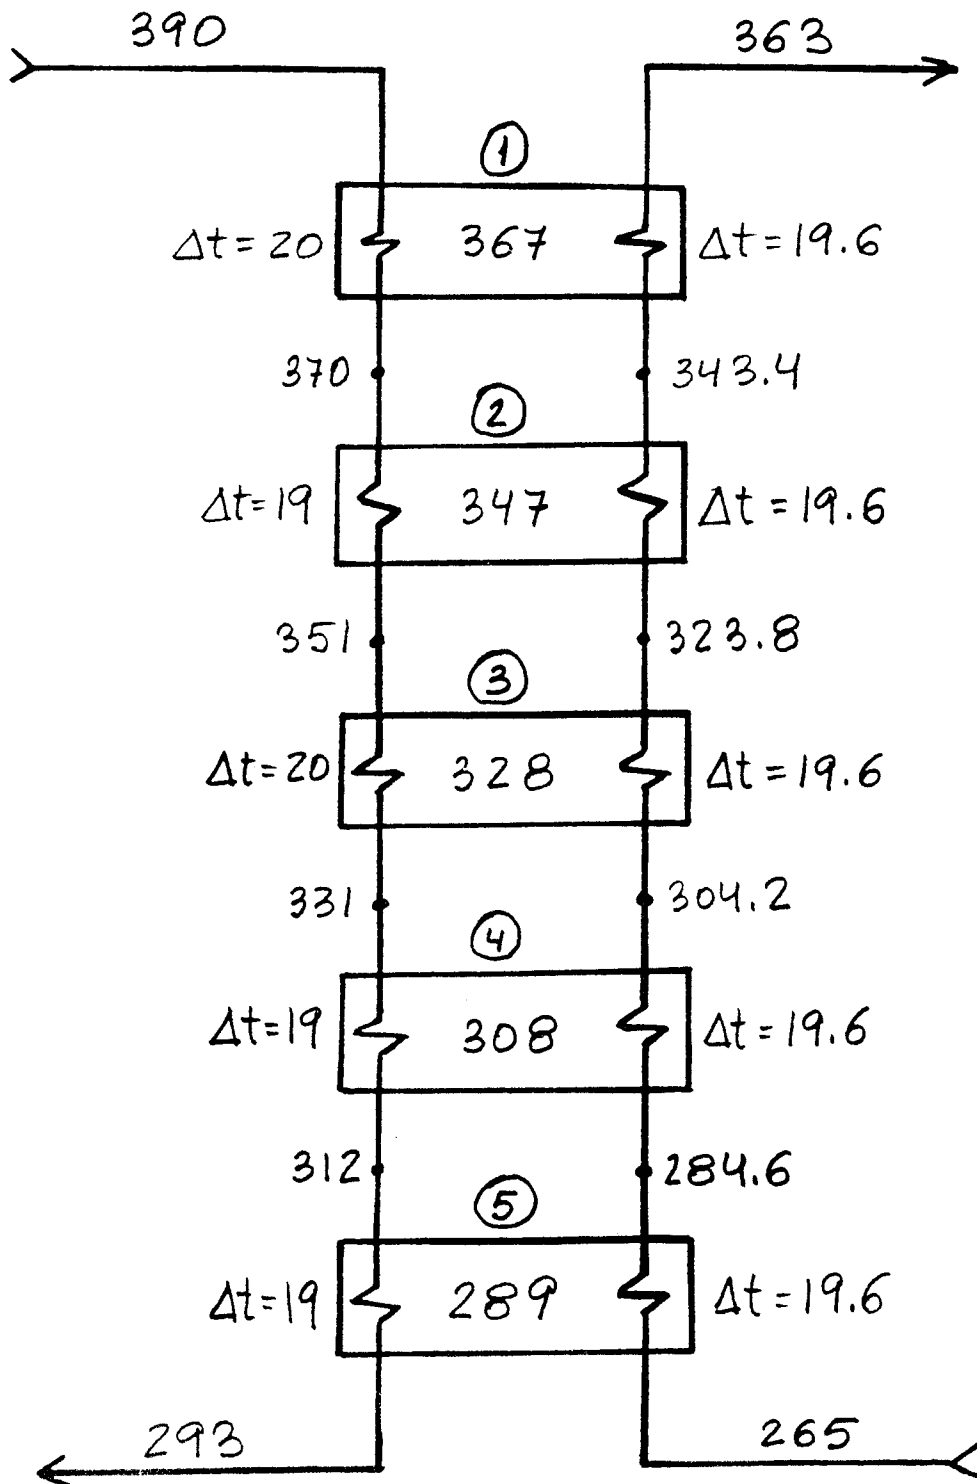 390 363
1
Δt = 20 367 Δt = 19.6
370 343.4
2
Δt = 19 347 Δt = 19.6
351 323.8
3
Δt = 20 328 Δt = 19.6
331 304.2
4
Δt = 19 308 Δt = 19.6
312 284.6
5
Δt = 19 289 Δt = 19.6
293 265